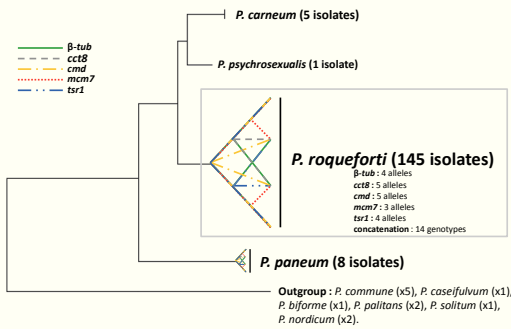 P. carneum (5 isolates)
β-tub
cct8
cmd
mcm7
tsr1
P. psychrosexualis (1 isolate)
P. roqueforti (145 isolates)
β-tub : 4 alleles
cct8 : 5 alleles
cmd : 5 alleles
mcm7 : 3 alleles
tsr1 : 4 alleles
concatenation : 14 genotypes
P. paneum (8 isolates)
Outgroup : P. commune (x5), P. caseifulvum (x1),
P. biforme (x1), P. palitans (x2), P. solitum (x1),
P. nordicum (x2).